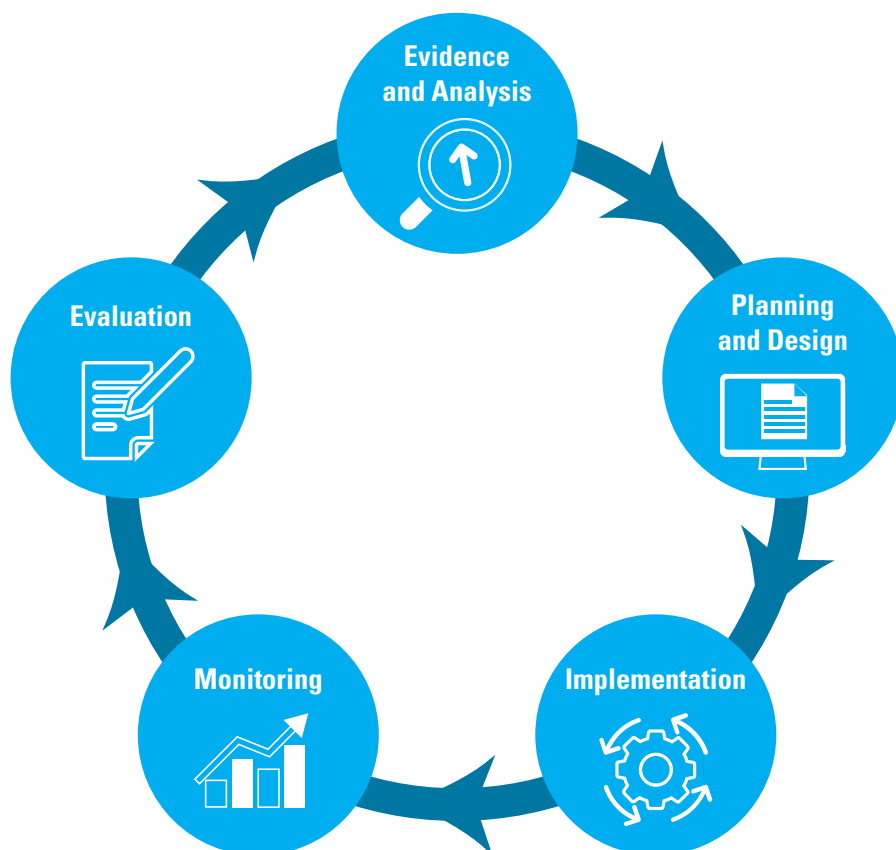 Evidence
and Analysis
Planning
and Design
Implementation
Monitoring
Evaluation